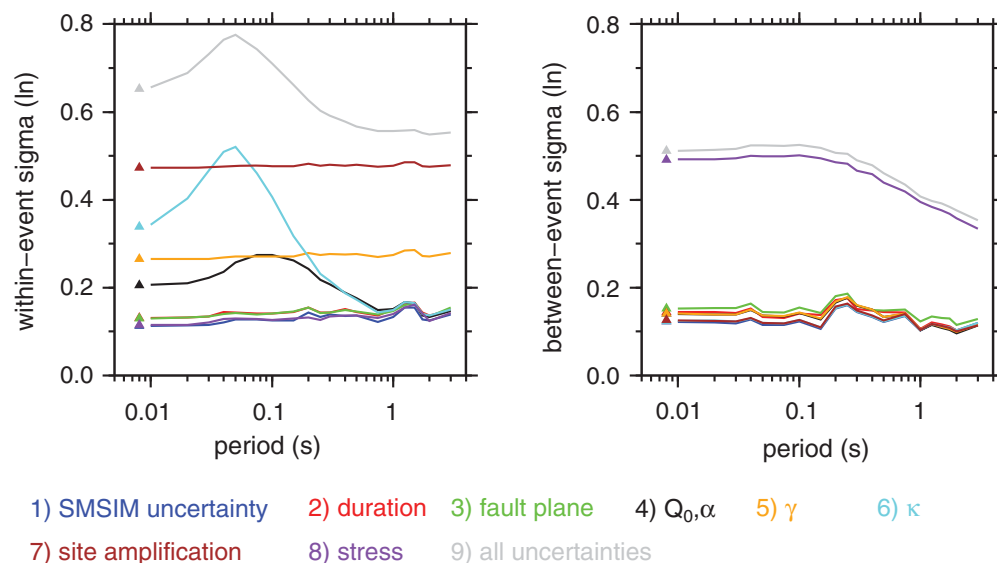 0.8
0.6
0.4
0.2
0.0
within−event sigma (ln)
0.01
0.1
1
period (s)
0.8
0.6
0.4
0.2
0.0
between−event sigma (ln)
0.01
0.1
1
period (s)
1) SMSIM uncertainty
2) duration
3) fault plane
4) Q₀,α
5) γ
6) κ
7) site amplification
8) stress
9) all uncertainties